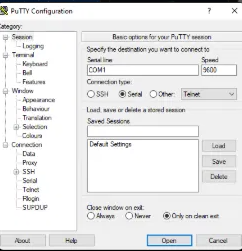 PuTTY Configuration
Category:
Session
Logging
Terminal
Keyboard
Bell
Features
Window
Appearance
Behaviour
Translation
Selection
Colours
Connection
Data
Proxy
SSH
Serial
Telnet
Rlogin
SUPDUP
Basic options for your PuTTY session
Specify the destination you want to connect to
Serial line Speed
COM1 9600
Connection type:
SSH Serial Other: Telnet
Load, save or delete a stored session
Saved Sessions
Default Settings
Load
Save
Delete
Close window on exit:
Always Never Only on clean exit
About Help Open Cancel